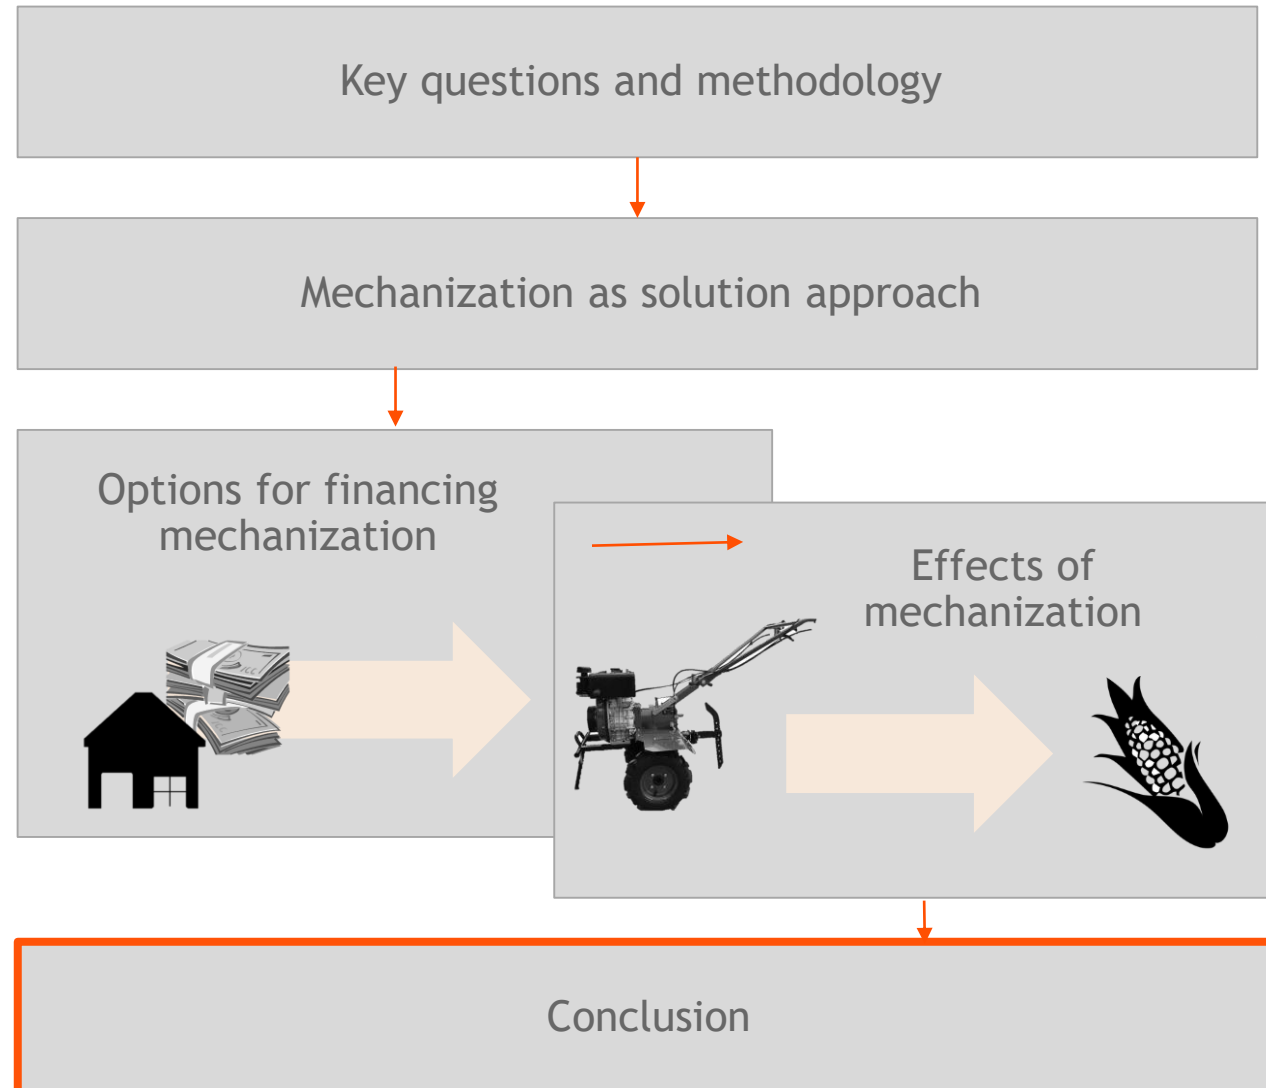 Key questions and methodology
Mechanization as solution approach
Options for financing
mechanization
Effects of
mechanization
Conclusion